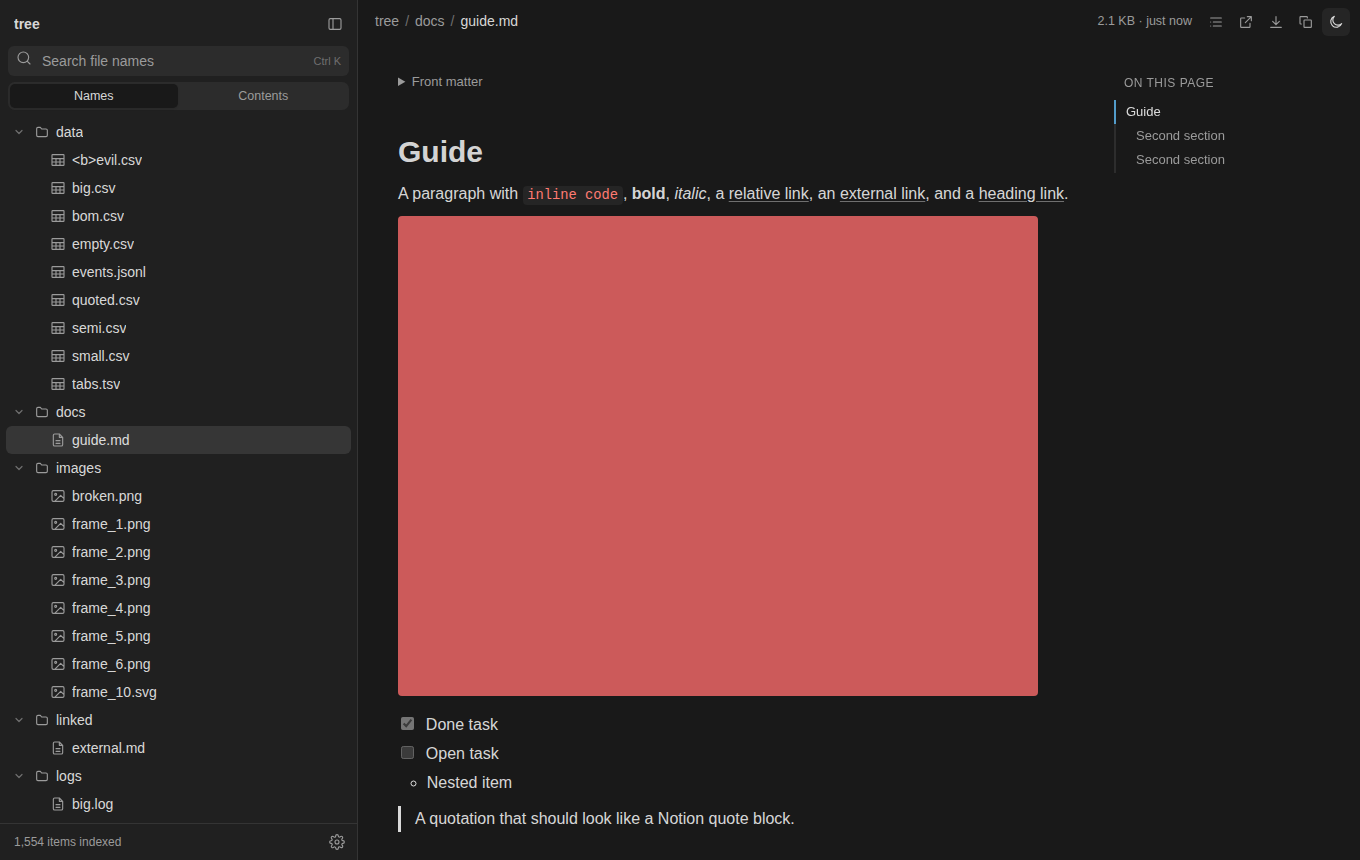 tree
Search file names
Ctrl K
Names
Contents
data
<b>evil.csv
big.csv
bom.csv
empty.csv
events.jsonl
quoted.csv
semi.csv
small.csv
tabs.tsv
docs
guide.md
images
broken.png
frame_1.png
frame_2.png
frame_3.png
frame_4.png
frame_5.png
frame_6.png
frame_10.svg
linked
external.md
logs
big.log
1,554 items indexed
tree / docs / guide.md
2.1 KB · just now
Front matter
Guide
A paragraph with inline code, bold, italic, a relative link, an external link, and a heading link.
Done task
Open task
Nested item
A quotation that should look like a Notion quote block.
ON THIS PAGE
Guide
Second section
Second section